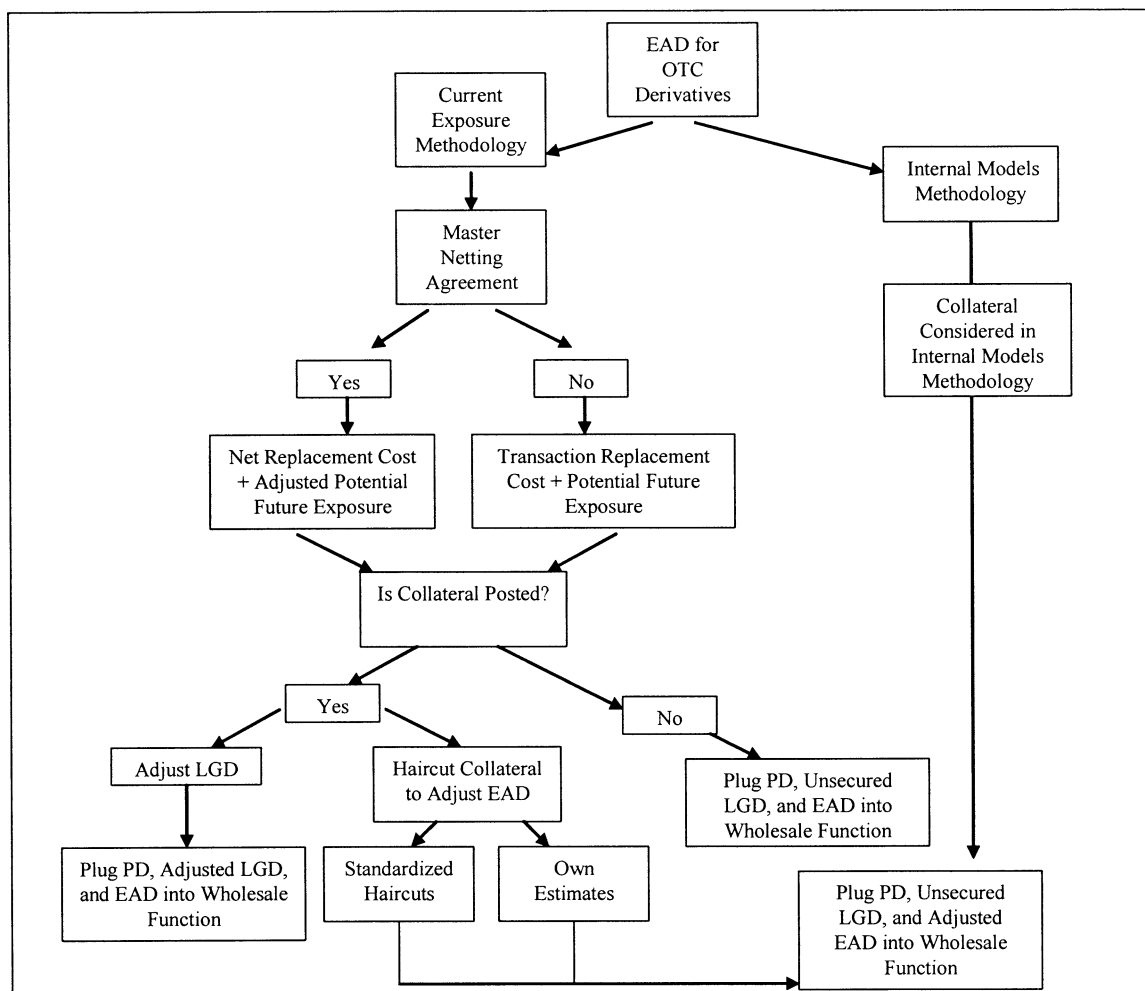 EAD for
OTC
Derivatives
Current
Exposure
Methodology
Internal Models
Methodology
Master
Netting
Agreement
Collateral
Considered in
Internal Models
Methodology
Yes
No
Net Replacement Cost
+ Adjusted Potential
Future Exposure
Transaction Replacement
Cost + Potential Future
Exposure
Is Collateral Posted?
Yes
No
Adjust LGD
Haircut Collateral
to Adjust EAD
Plug PD, Unsecured
LGD, and EAD into
Wholesale Function
Plug PD, Adjusted LGD,
and EAD into Wholesale
Function
Standardized
Haircuts
Own
Estimates
Plug PD, Unsecured
LGD, and Adjusted
EAD into Wholesale
Function